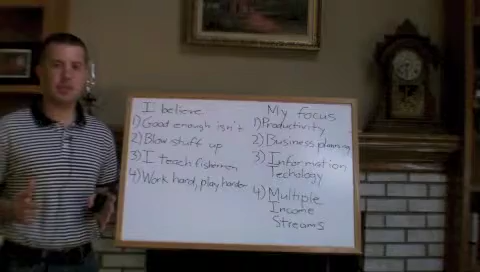 I believe
1) Good enough isn't
2) Blow stuff up
3) I teach fishermen
4) Work hard, play harder
My focus
1) Productivity
2) Business planning
3) Information
Techology
4) Multiple
Income
Streams